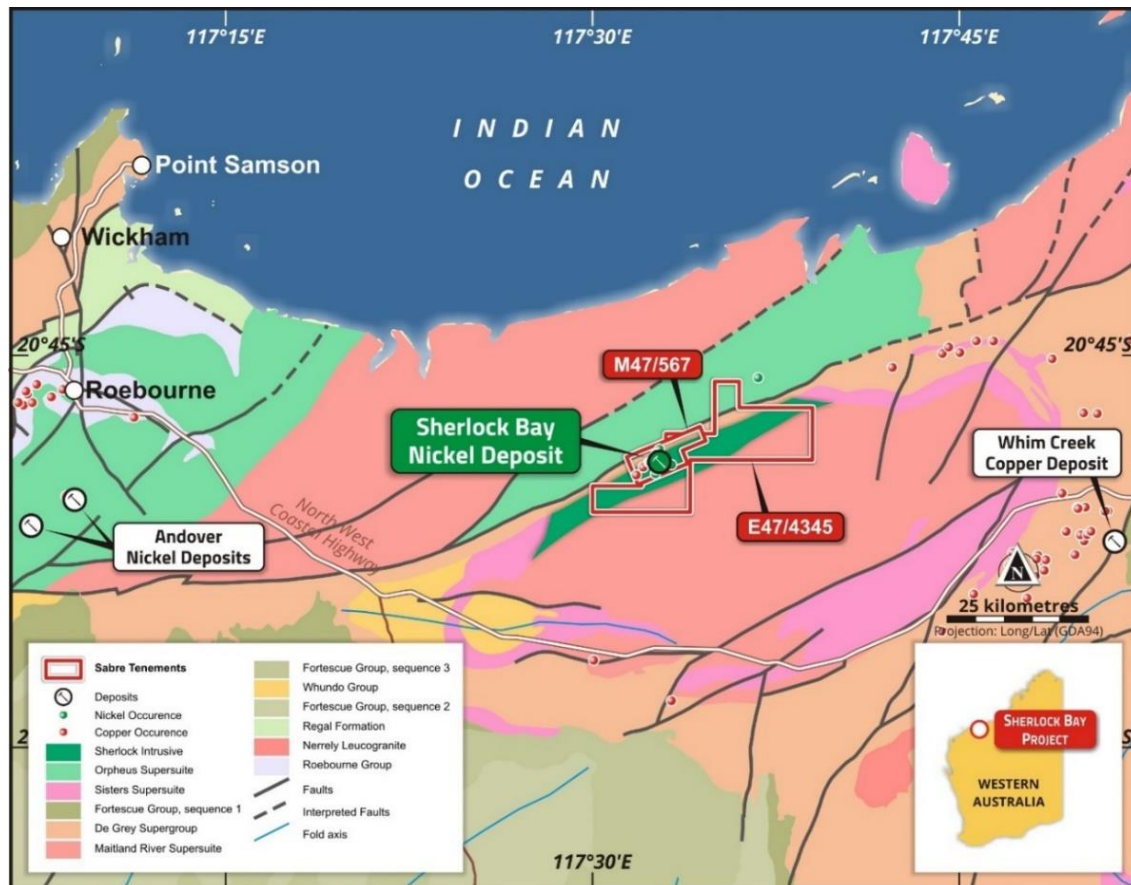 117°15'E
117°30'E
117°45'E
INDIAN
OCEAN
Point Samson
Wickham
20°45'S
20°45'S
Roebourne
M47/567
Sherlock Bay
Nickel Deposit
Whim Creek
Copper Deposit
E47/4345
Andover
Nickel Deposits
North West
Coastal Highway
N
25 kilometres
Projection: Long/Lat (GDA94)
Sabre Tenements
Deposits
Nickel Occurence
Copper Occurence
Sherlock Intrusive
Orpheus Supersuite
Sisters Supersuite
Fortescue Group, sequence 1
De Grey Supergroup
Maitland River Supersuite
Fortescue Group, sequence 3
Whundo Group
Fortescue Group, sequence 2
Regal Formation
Nerrely Leucogranite
Roebourne Group
Faults
Interpreted Faults
Fold axis
SHERLOCK BAY
PROJECT
WESTERN
AUSTRALIA
117°30'E